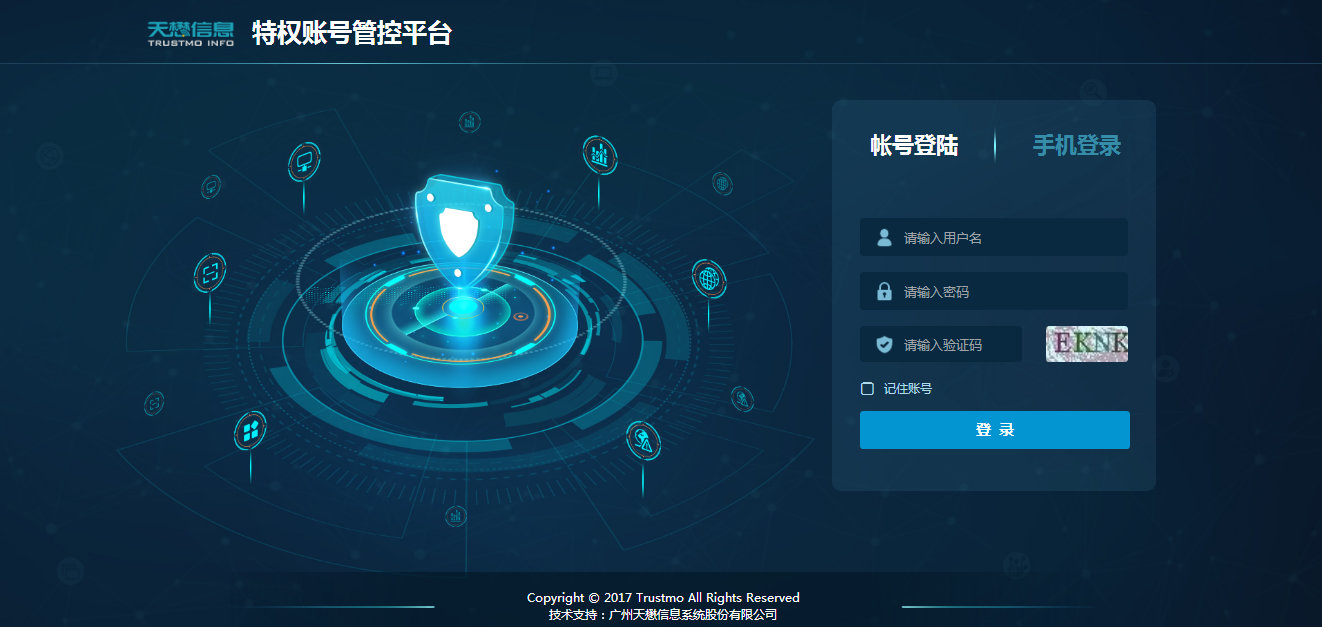 天懋信息
TRUSTMO INFO
特权账号管控平台
帐号登陆
手机登录
请输入用户名
请输入密码
请输入验证码
EKNK
记住账号
登 录
Copyright © 2017 Trustmo All Rights Reserved
技术支持：广州天懋信息系统股份有限公司